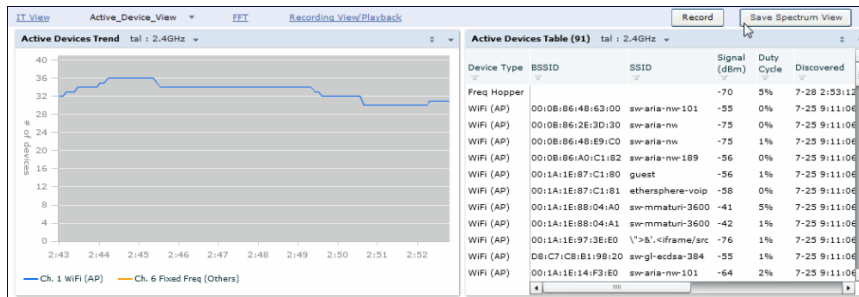 IT View Active_Device_View FFT Recording View/Playback Record Save Spectrum View
Active Devices Trend tal : 2.4GHz
40
36
32
28
24
20
16
12
8
4
0
# of devices
2:43 2:44 2:45 2:46 2:47 2:48 2:49 2:50 2:51 2:52
Ch. 1 WiFi (AP) Ch. 6 Fixed Freq (Others)
Active Devices Table (91) tal : 2.4GHz
Device Type BSSID SSID Signal (dBm) Duty Cycle Discovered
Freq Hopper -70 5% 7-28 2:53:12
WiFi (AP) 00:0B:86:48:63:00 sw-aria-nw-101 -55 0% 7-25 9:11:06
WiFi (AP) 00:0B:86:2E:3D:30 sw-aria-nw -75 0% 7-25 9:11:06
WiFi (AP) 00:0B:86:48:E9:C0 sw-aria-nw -75 1% 7-25 9:11:06
WiFi (AP) 00:0B:86:A0:C1:82 sw-aria-nw-189 -56 0% 7-25 9:11:06
WiFi (AP) 00:1A:1E:87:C1:80 guest -56 1% 7-25 9:11:06
WiFi (AP) 00:1A:1E:87:C1:81 ethersphere-voip -58 0% 7-25 9:11:06
WiFi (AP) 00:1A:1E:88:04:A0 sw-mmaturi-3600 -41 5% 7-25 9:11:06
WiFi (AP) 00:1A:1E:88:04:A1 sw-mmaturi-3600 -42 1% 7-25 9:11:06
WiFi (AP) 00:1A:1E:97:3E:E0 \">&'.<iframe/src -76 1% 7-25 9:11:06
WiFi (AP) D8:C7:C8:B1:98:20 sw-gl-ecdsa-384 -55 1% 7-25 9:11:06
WiFi (AP) 00:1A:1E:14:F3:E0 sw-aria-nw-101 -64 2% 7-25 9:11:06